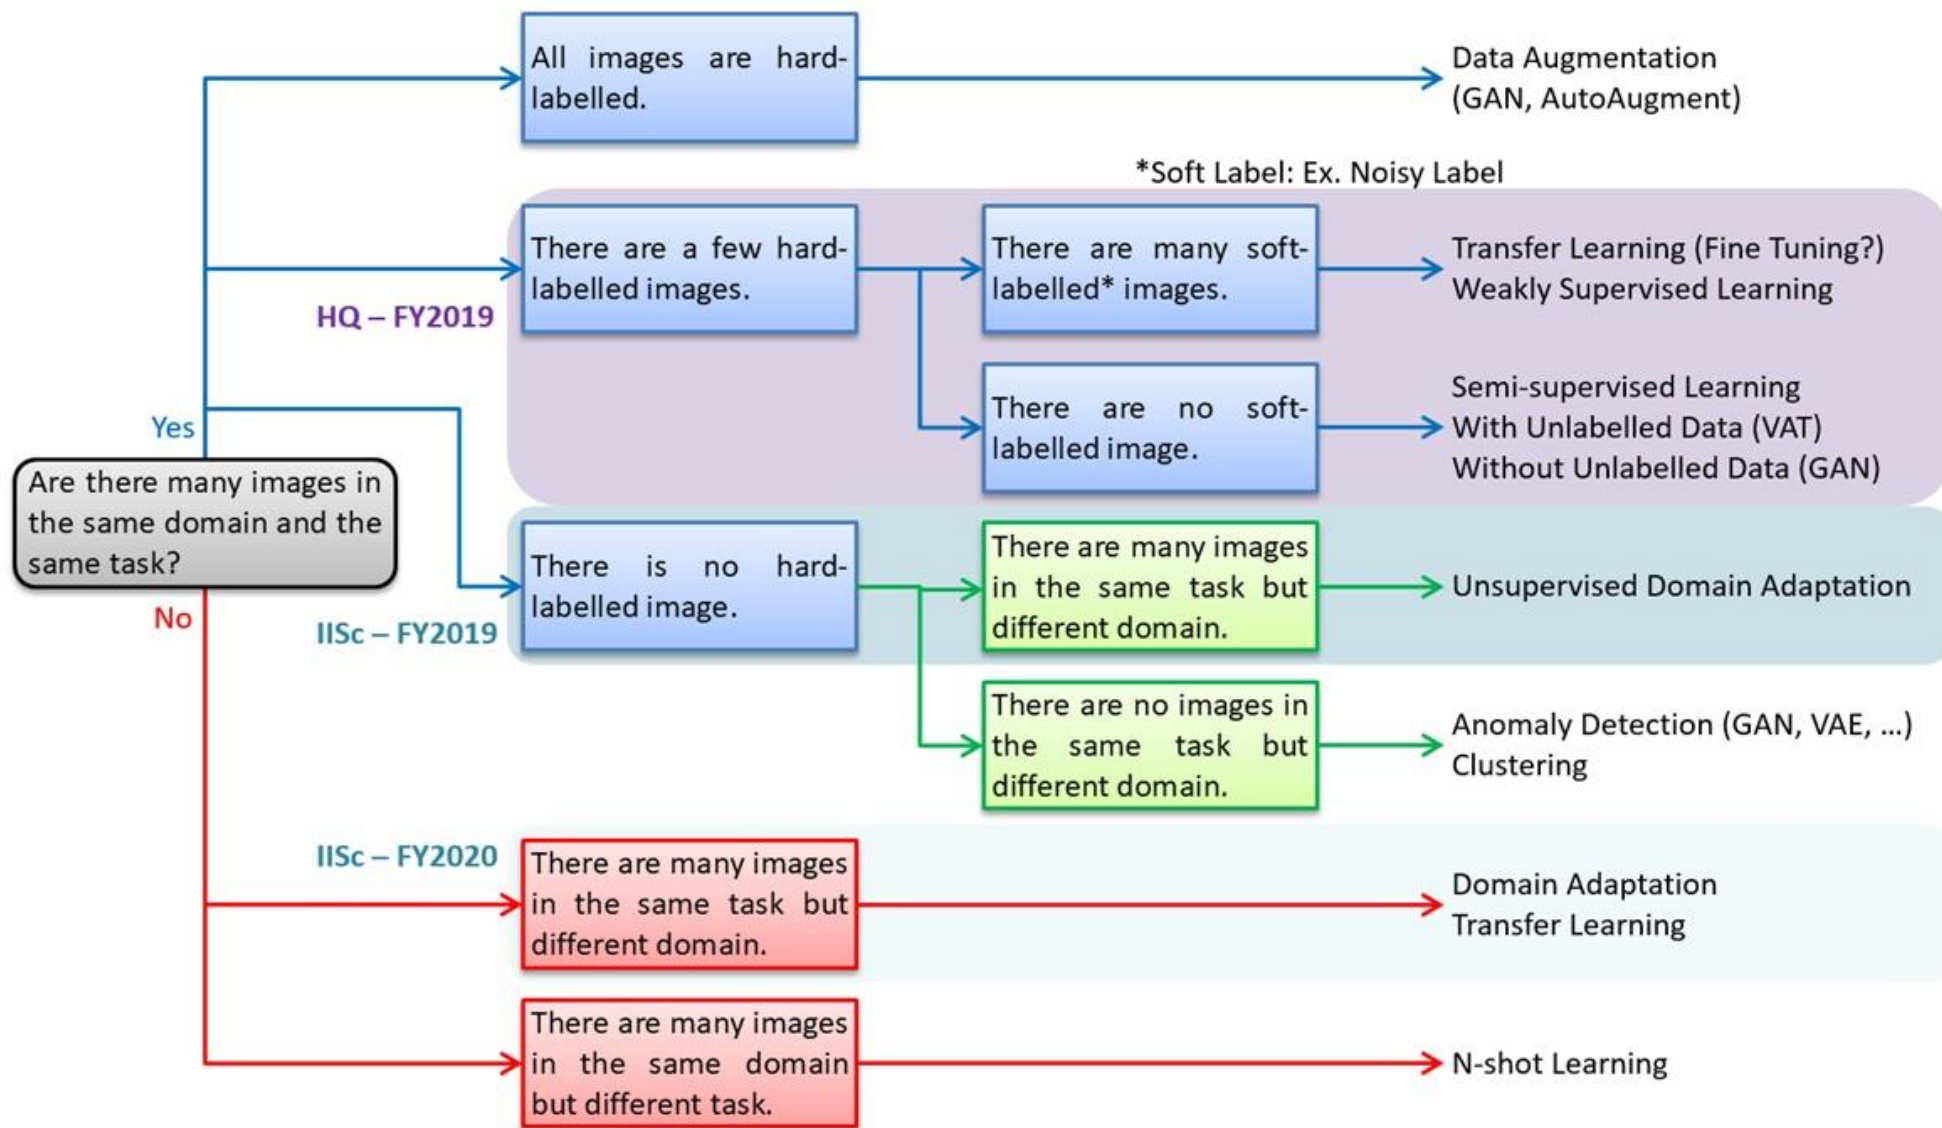 All images are hard-
labelled.
Data Augmentation
(GAN, AutoAugment)
*Soft Label: Ex. Noisy Label
There are a few hard-
labelled images.
There are many soft-
labelled* images.
Transfer Learning (Fine Tuning?)
Weakly Supervised Learning
HQ – FY2019
There are no soft-
labelled image.
Semi-supervised Learning
With Unlabelled Data (VAT)
Without Unlabelled Data (GAN)
Yes
Are there many images in
the same domain and the
same task?
No
IISc – FY2019
There is no hard-
labelled image.
There are many images
in the same task but
different domain.
Unsupervised Domain Adaptation
There are no images in
the same task but
different domain.
Anomaly Detection (GAN, VAE, ...)
Clustering
IISc – FY2020
There are many images
in the same task but
different domain.
Domain Adaptation
Transfer Learning
There are many images
in the same domain
but different task.
N-shot Learning